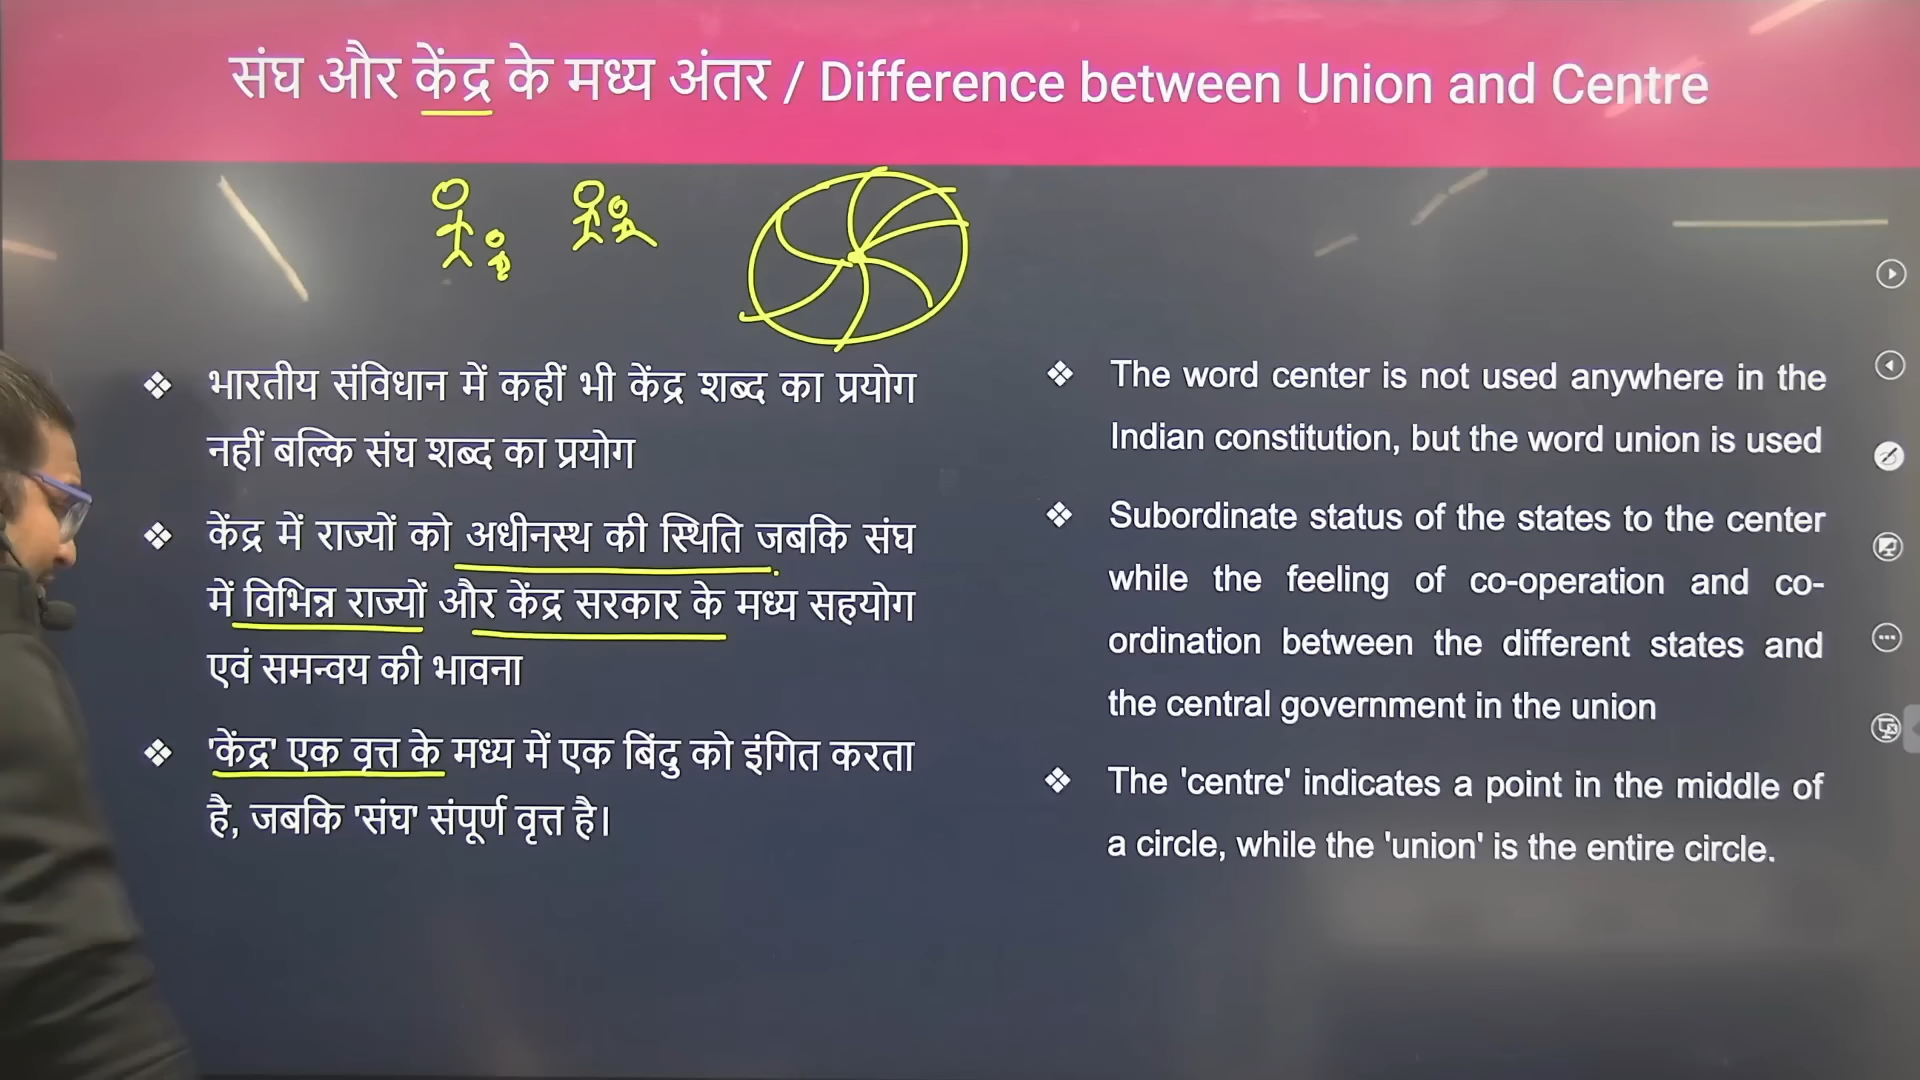 संघ और केंद्र के मध्य अंतर / Difference between Union and Centre
❖ भारतीय संविधान में कहीं भी केंद्र शब्द का प्रयोग
नहीं बल्कि संघ शब्द का प्रयोग
❖ केंद्र में राज्यों को अधीनस्थ की स्थिति जबकि संघ
में विभिन्न राज्यों और केंद्र सरकार के मध्य सहयोग
एवं समन्वय की भावना
❖ 'केंद्र' एक वृत्त के मध्य में एक बिंदु को इंगित करता
है, जबकि 'संघ' संपूर्ण वृत्त है।
❖ The word center is not used anywhere in the
Indian constitution, but the word union is used
❖ Subordinate status of the states to the center
while the feeling of co-operation and co-
ordination between the different states and
the central government in the union
❖ The 'centre' indicates a point in the middle of
a circle, while the 'union' is the entire circle.